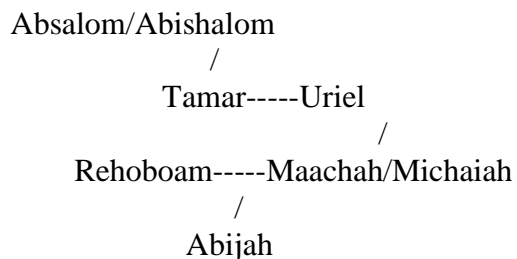 Absalom/Abishalom
/
Tamar-----Uriel
/
Rehoboam-----Maachah/Michaiah
/
Abijah